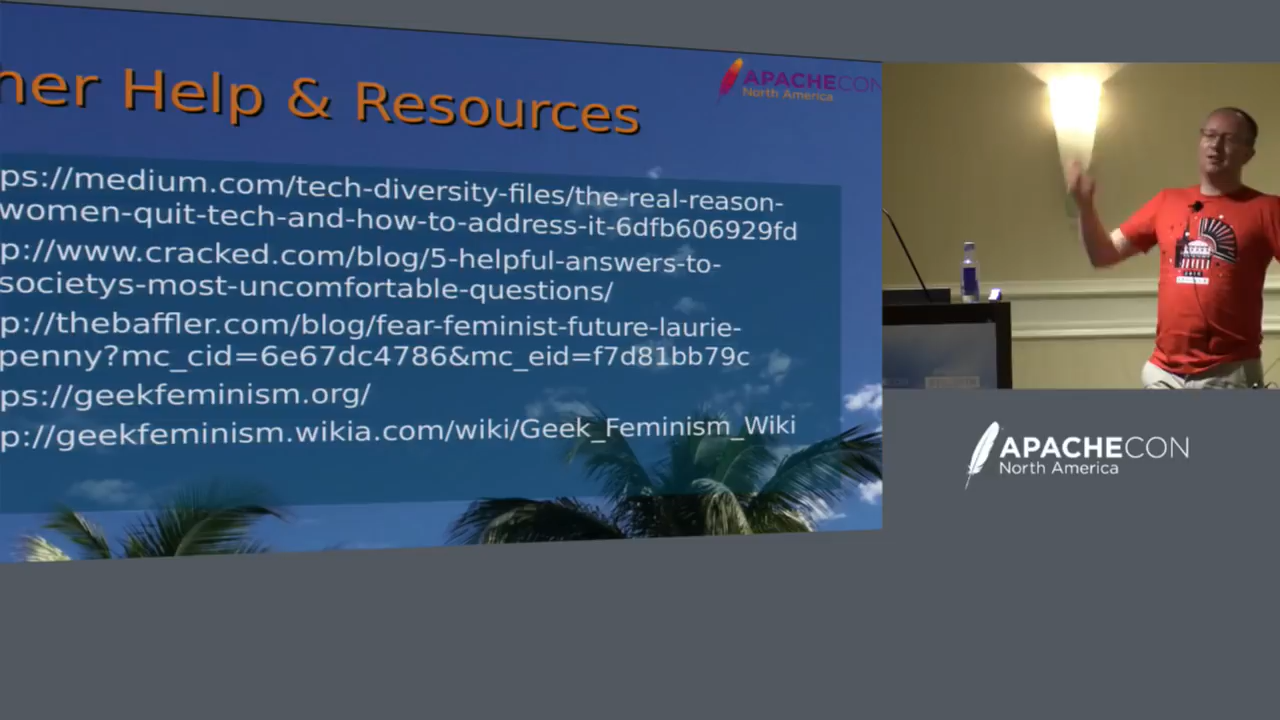 her Help & Resources
APACHECON
North America
ps://medium.com/tech-diversity-files/the-real-reason-
women-quit-tech-and-how-to-address-it-6dfb606929fd
p://www.cracked.com/blog/5-helpful-answers-to-
societys-most-uncomfortable-questions/
p://thebaffler.com/blog/fear-feminist-future-laurie-
penny?mc_cid=6e67dc4786&mc_eid=f7d81bb79c
ps://geekfeminism.org/
p://geekfeminism.wikia.com/wiki/Geek_Feminism_Wiki
APACHECON
North America